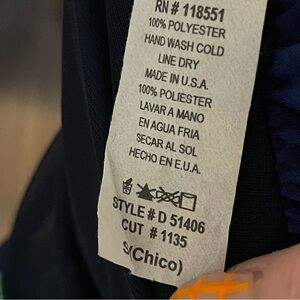 RN # 118551
100% POLYESTER
HAND WASH COLD
LINE DRY
MADE IN U.S.A.
100% POLIESTER
LAVAR A MANO
EN AGUA FRIA
SECAR AL SOL
HECHO EN E.U.A.
STYLE # D 51406
CUT # 1135
S(Chico)